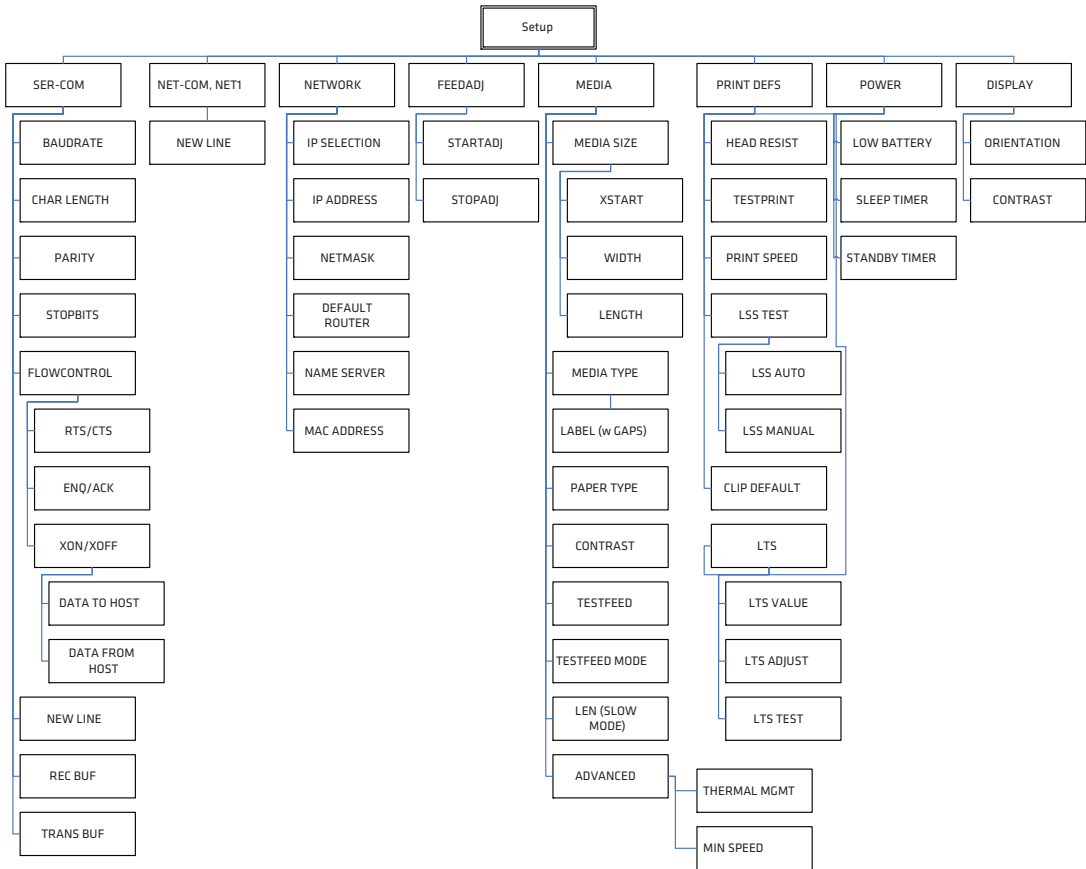 Setup
SER-COM
NET-COM, NET1
NETWORK
FEEDADJ
MEDIA
PRINT DEFS
POWER
DISPLAY
BAUDRATE
CHAR LENGTH
PARITY
STOPBITS
FLOWCONTROL
RTS/CTS
ENQ/ACK
XON/XOFF
DATA TO HOST
DATA FROM
HOST
NEW LINE
REC BUF
TRANS BUF
NEW LINE
IP SELECTION
IP ADDRESS
NETMASK
DEFAULT
ROUTER
NAME SERVER
MAC ADDRESS
STARTADJ
STOPADJ
MEDIA SIZE
XSTART
WIDTH
LENGTH
MEDIA TYPE
LABEL (w GAPS)
PAPER TYPE
CONTRAST
TESTFEED
TESTFEED MODE
LEN (SLOW
MODE)
ADVANCED
THERMAL MGMT
MIN SPEED
HEAD RESIST
TESTPRINT
PRINT SPEED
LSS TEST
LSS AUTO
LSS MANUAL
CLIP DEFAULT
LTS
LTS VALUE
LTS ADJUST
LTS TEST
LOW BATTERY
SLEEP TIMER
STANDBY TIMER
ORIENTATION
CONTRAST